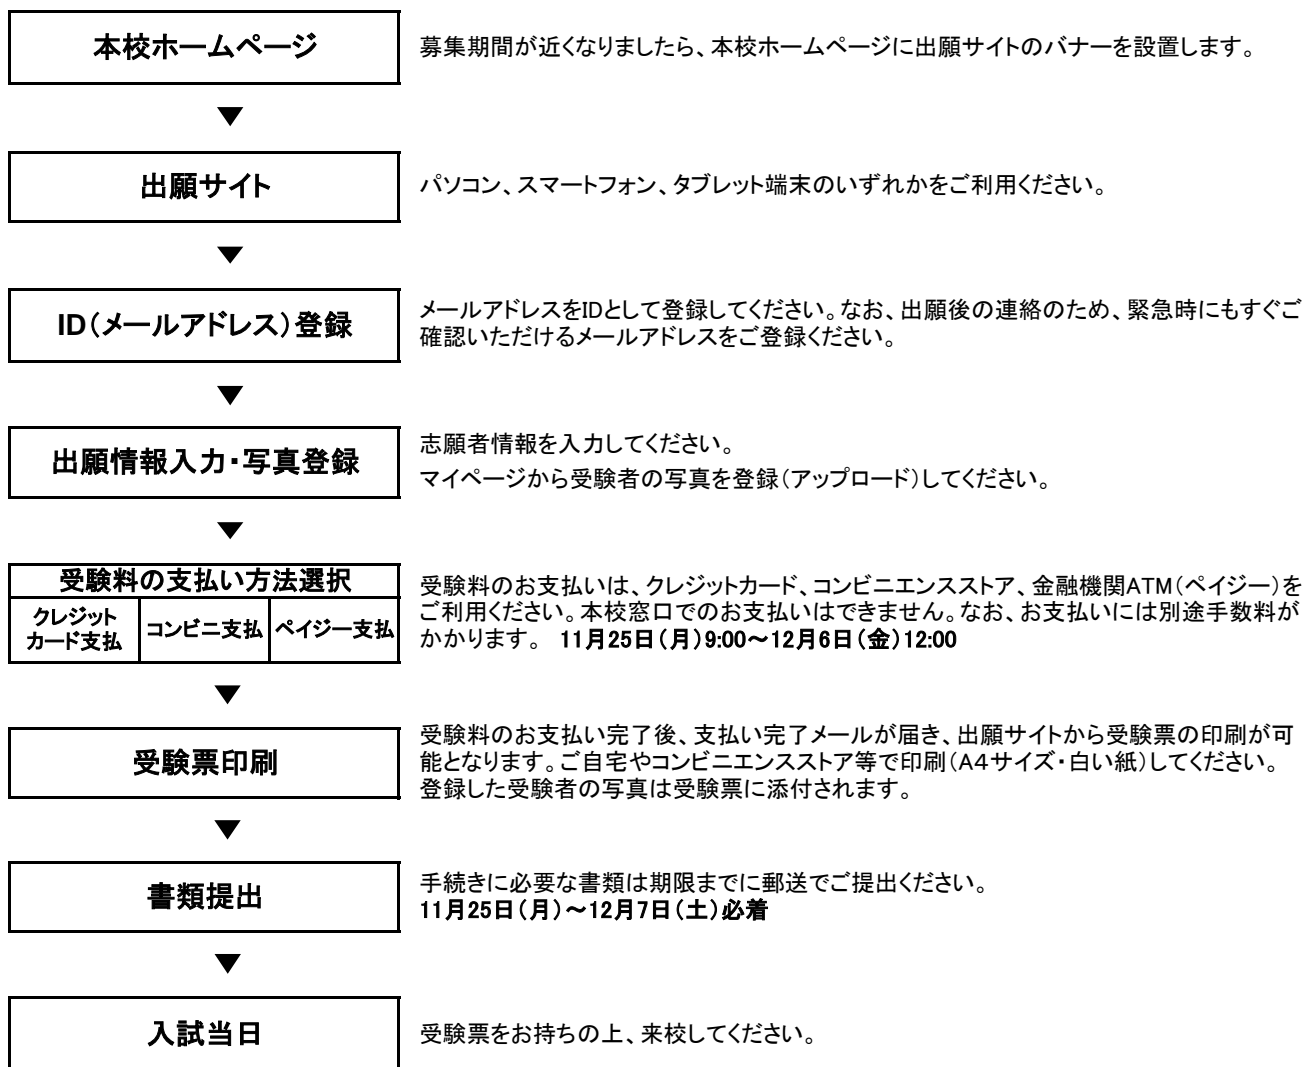 本校ホームページ
募集期間が近くなりましたら、本校ホームページに出願サイトのバナーを設置します。
▼
出願サイト
パソコン、スマートフォン、タブレット端末のいずれかをご利用ください。
▼
ID(メールアドレス)登録
メールアドレスをIDとして登録してください。なお、出願後の連絡のため、緊急時にもすぐご
確認いただけるメールアドレスをご登録ください。
▼
出願情報入力・写真登録
志願者情報を入力してください。
マイページから受験者の写真を登録(アップロード)してください。
▼
受験料の支払い方法選択
クレジット
カード支払
コンビニ支払
ペイジー支払
受験料のお支払いは、クレジットカード、コンビニエンスストア、金融機関ATM(ペイジー)を
ご利用ください。本校窓口でのお支払いはできません。なお、お支払いには別途手数料が
かかります。 11月25日(月)9:00~12月6日(金)12:00
▼
受験票印刷
受験料のお支払い完了後、支払い完了メールが届き、出願サイトから受験票の印刷が可
能となります。ご自宅やコンビニエンスストア等で印刷(A4サイズ・白い紙)してください。
登録した受験者の写真は受験票に添付されます。
▼
書類提出
手続きに必要な書類は期限までに郵送でご提出ください。
11月25日(月)~12月7日(土)必着
▼
入試当日
受験票をお持ちの上、来校してください。